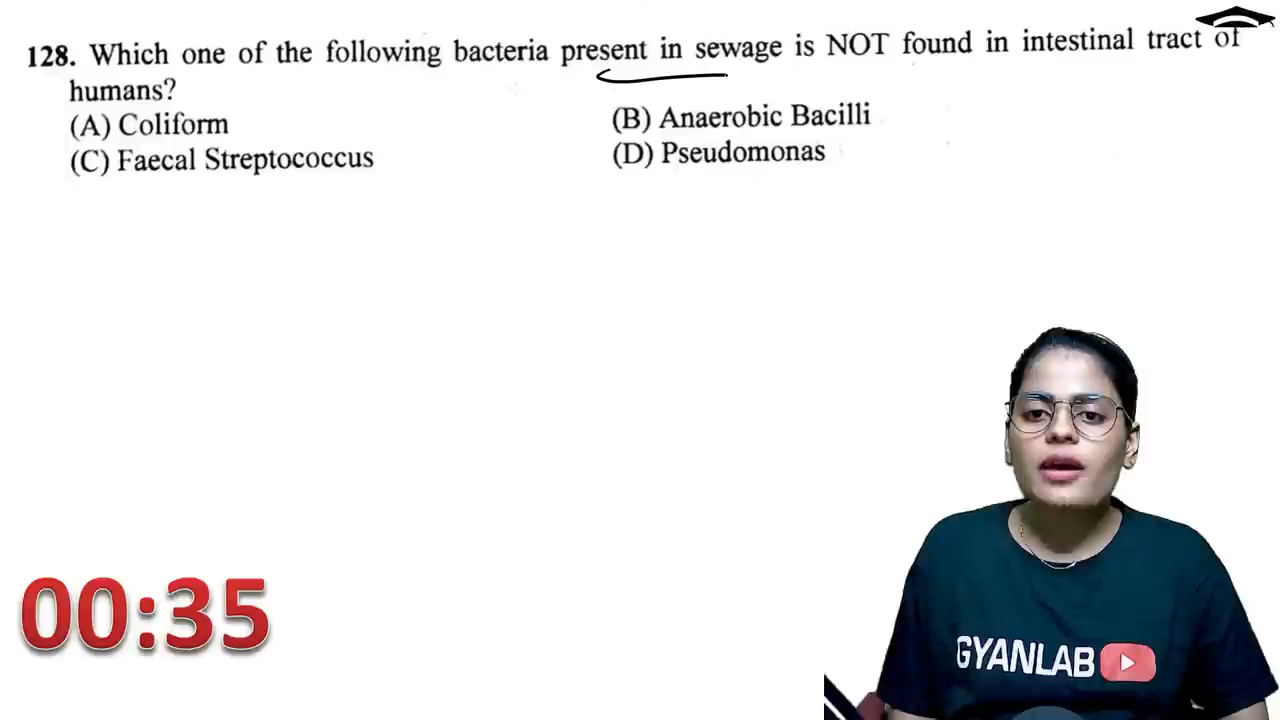 128. Which one of the following bacteria present in sewage is NOT found in intestinal tract of
humans?
(A) Coliform
(B) Anaerobic Bacilli
(C) Faecal Streptococcus
(D) Pseudomonas
00:35
GYANLAB